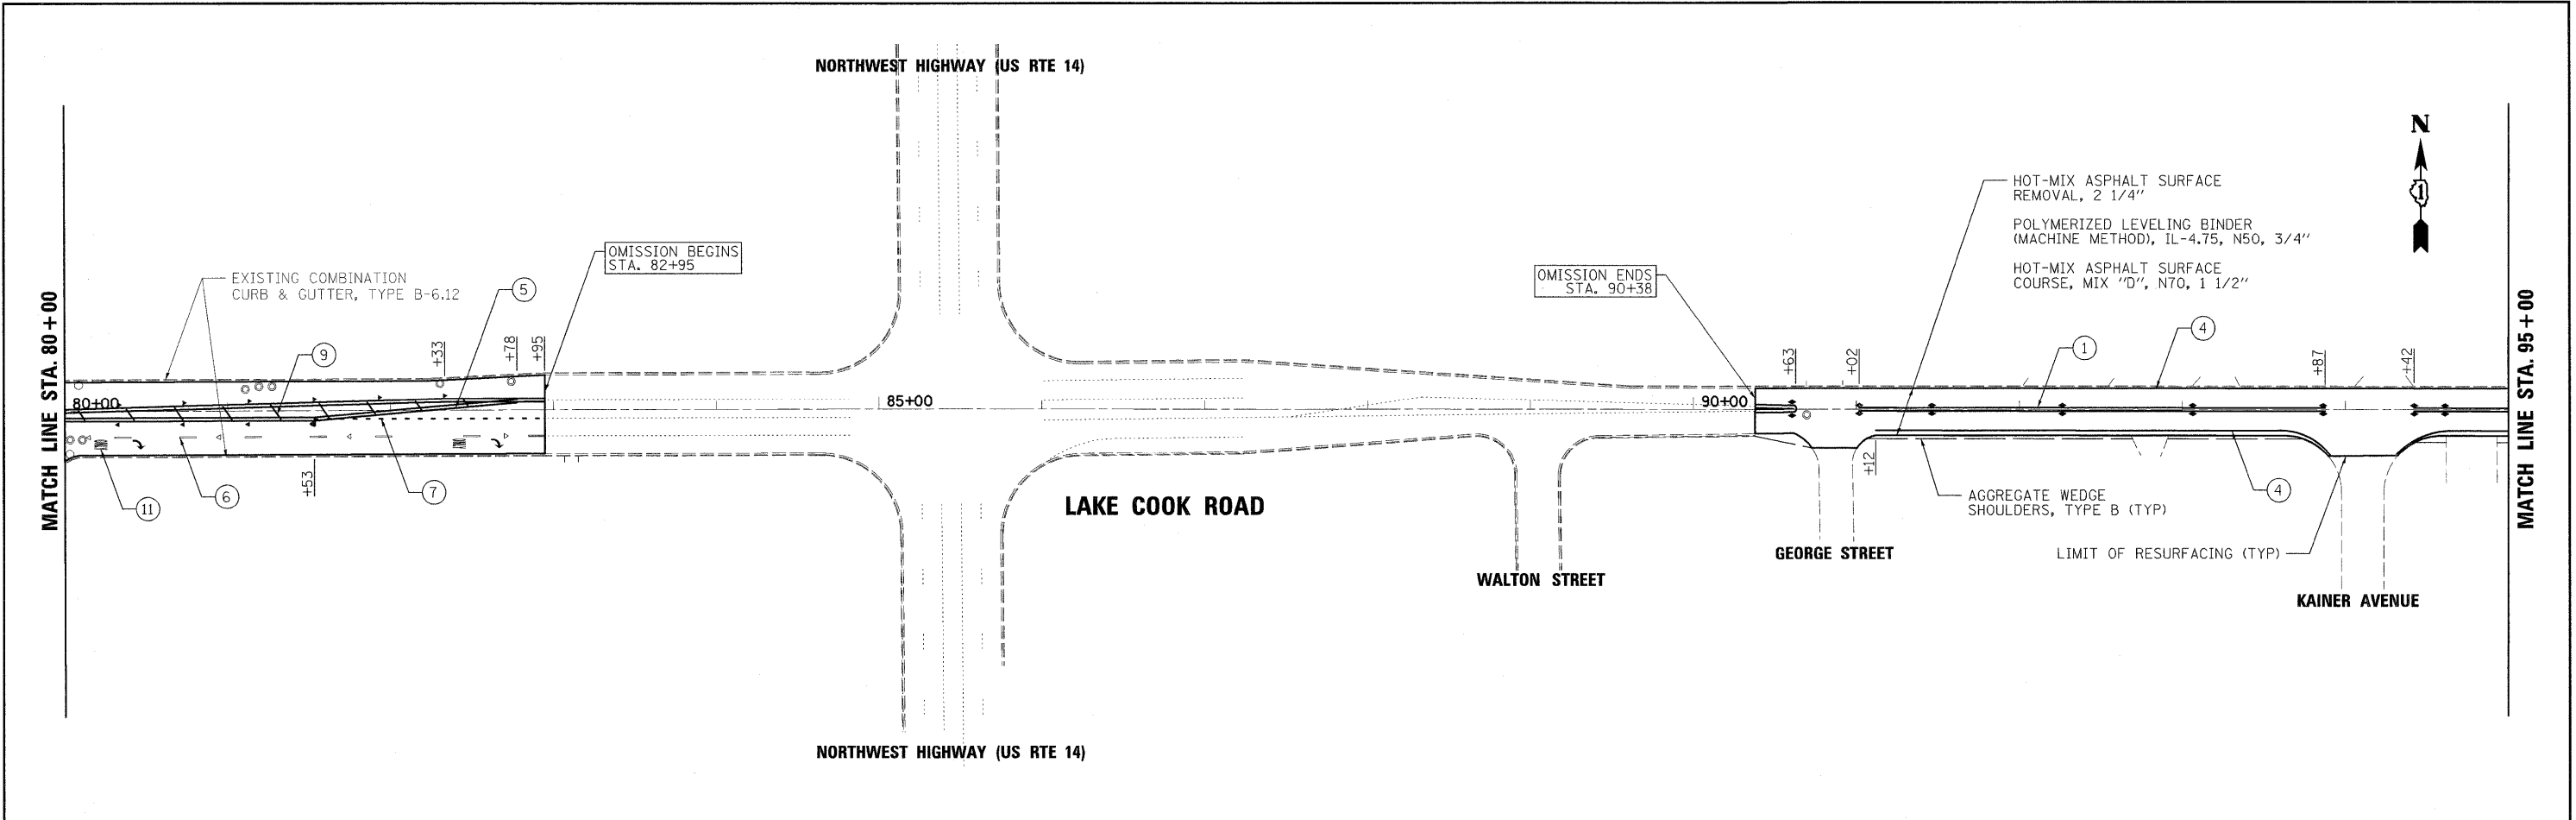 NORTHWEST HIGHWAY (US RTE 14)
N
1
HOT-MIX ASPHALT SURFACE
REMOVAL, 2 1/4"
POLYMERIZED LEVELING BINDER
(MACHINE METHOD), IL-4.75, N50, 3/4"
HOT-MIX ASPHALT SURFACE
COURSE, MIX "D", N70, 1 1/2"
OMISSION BEGINS
STA. 82+95
EXISTING COMBINATION
CURB & GUTTER, TYPE B-6.12
5
OMISSION ENDS
STA. 90+38
MATCH LINE STA. 80+00
MATCH LINE STA. 95+00
9
+33
+78
+95
4
1
+63
+02
+87
+42
80+00
85+00
90+00
+53
+12
11
6
7
4
LAKE COOK ROAD
AGGREGATE WEDGE
SHOULDERS, TYPE B (TYP)
GEORGE STREET
LIMIT OF RESURFACING (TYP)
WALTON STREET
KAINER AVENUE
NORTHWEST HIGHWAY (US RTE 14)